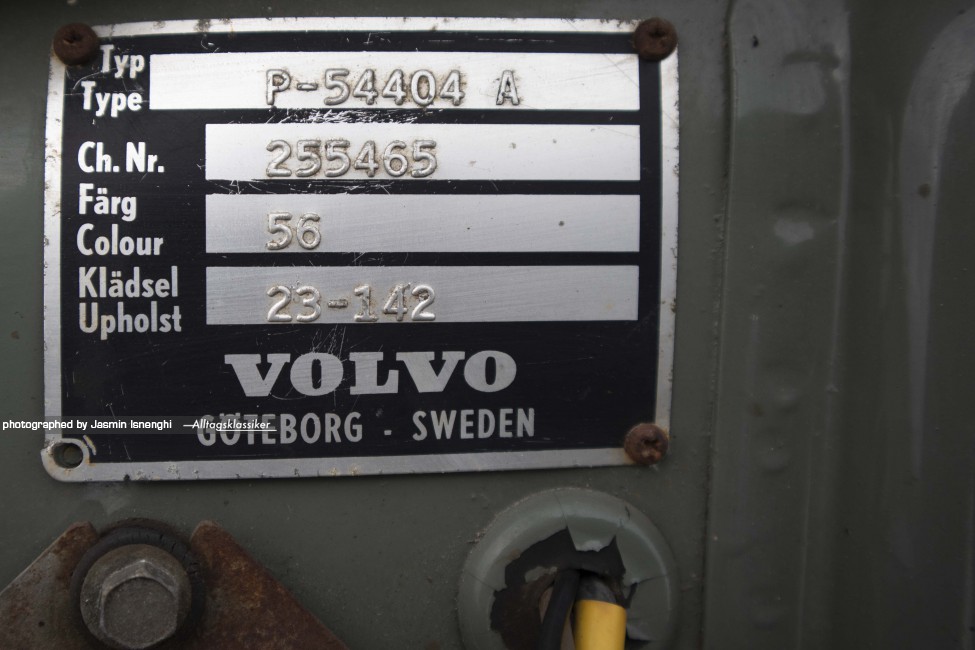 Typ
Type P-54404 A
Ch. Nr. 255465
Färg
Colour 56
Klädsel
Upholst 23-142
VOLVO
GÖTEBORG - SWEDEN
photographed by Jasmin Isnenghi Alltagsklassiker